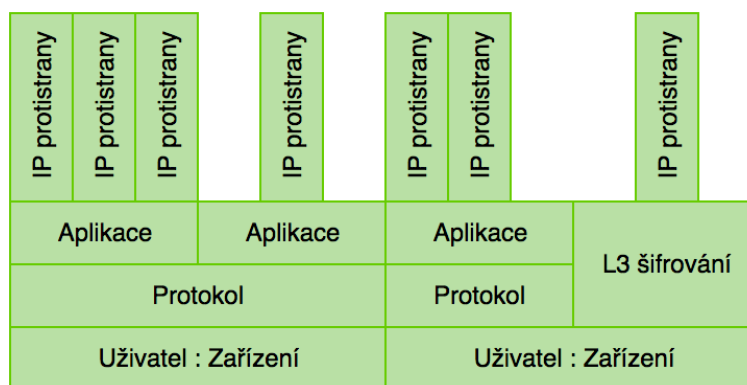 IP protistrany
IP protistrany
IP protistrany
IP protistrany
IP protistrany
IP protistrany
IP protistrany
Aplikace
Aplikace
Aplikace
L3 šifrování
Protokol
Protokol
Uživatel : Zařízení
Uživatel : Zařízení